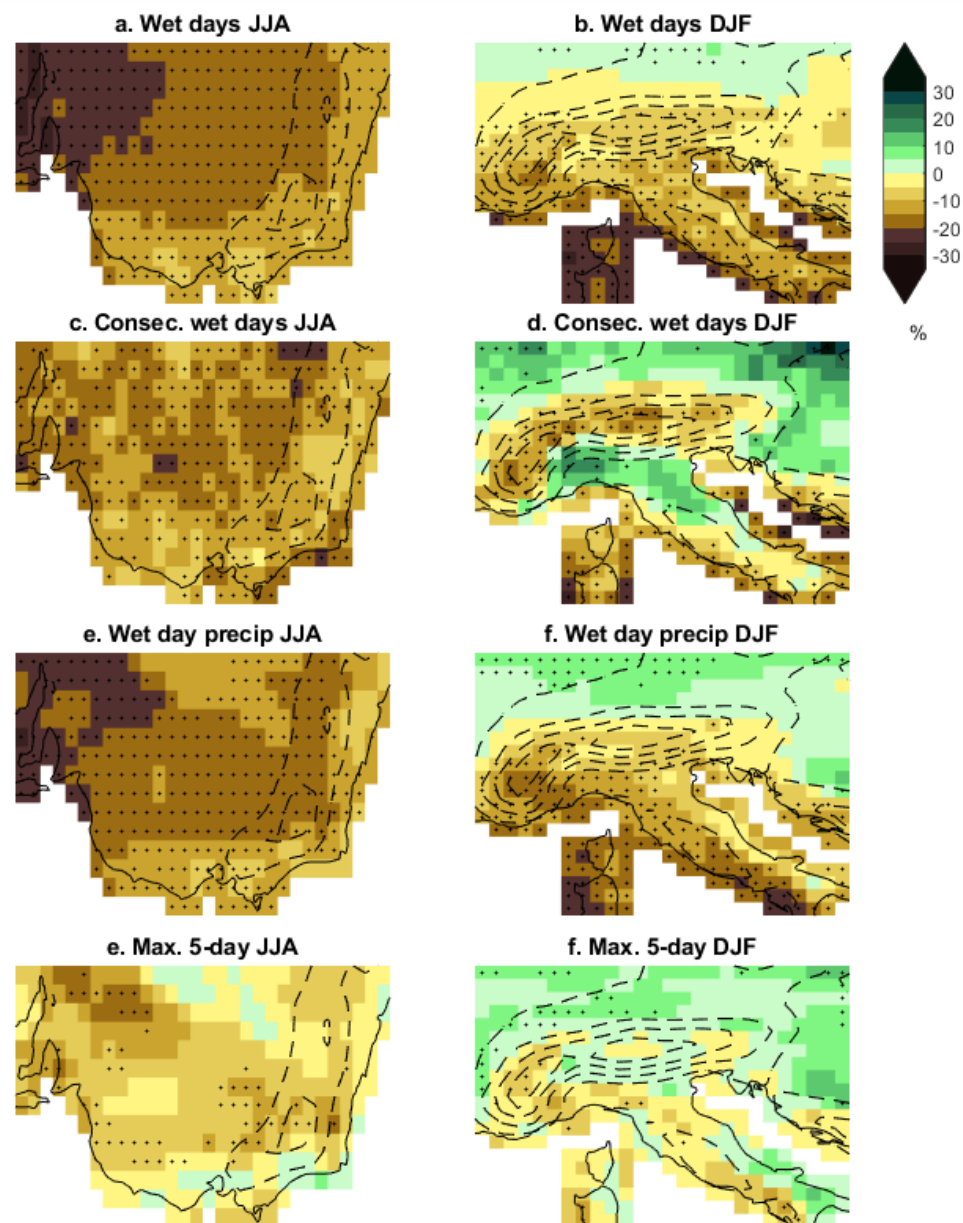 a. Wet days JJA
b. Wet days DJF
30
20
10
0
-10
-20
-30
%
c. Consec. wet days JJA
d. Consec. wet days DJF
e. Wet day precip JJA
f. Wet day precip DJF
e. Max. 5-day JJA
f. Max. 5-day DJF